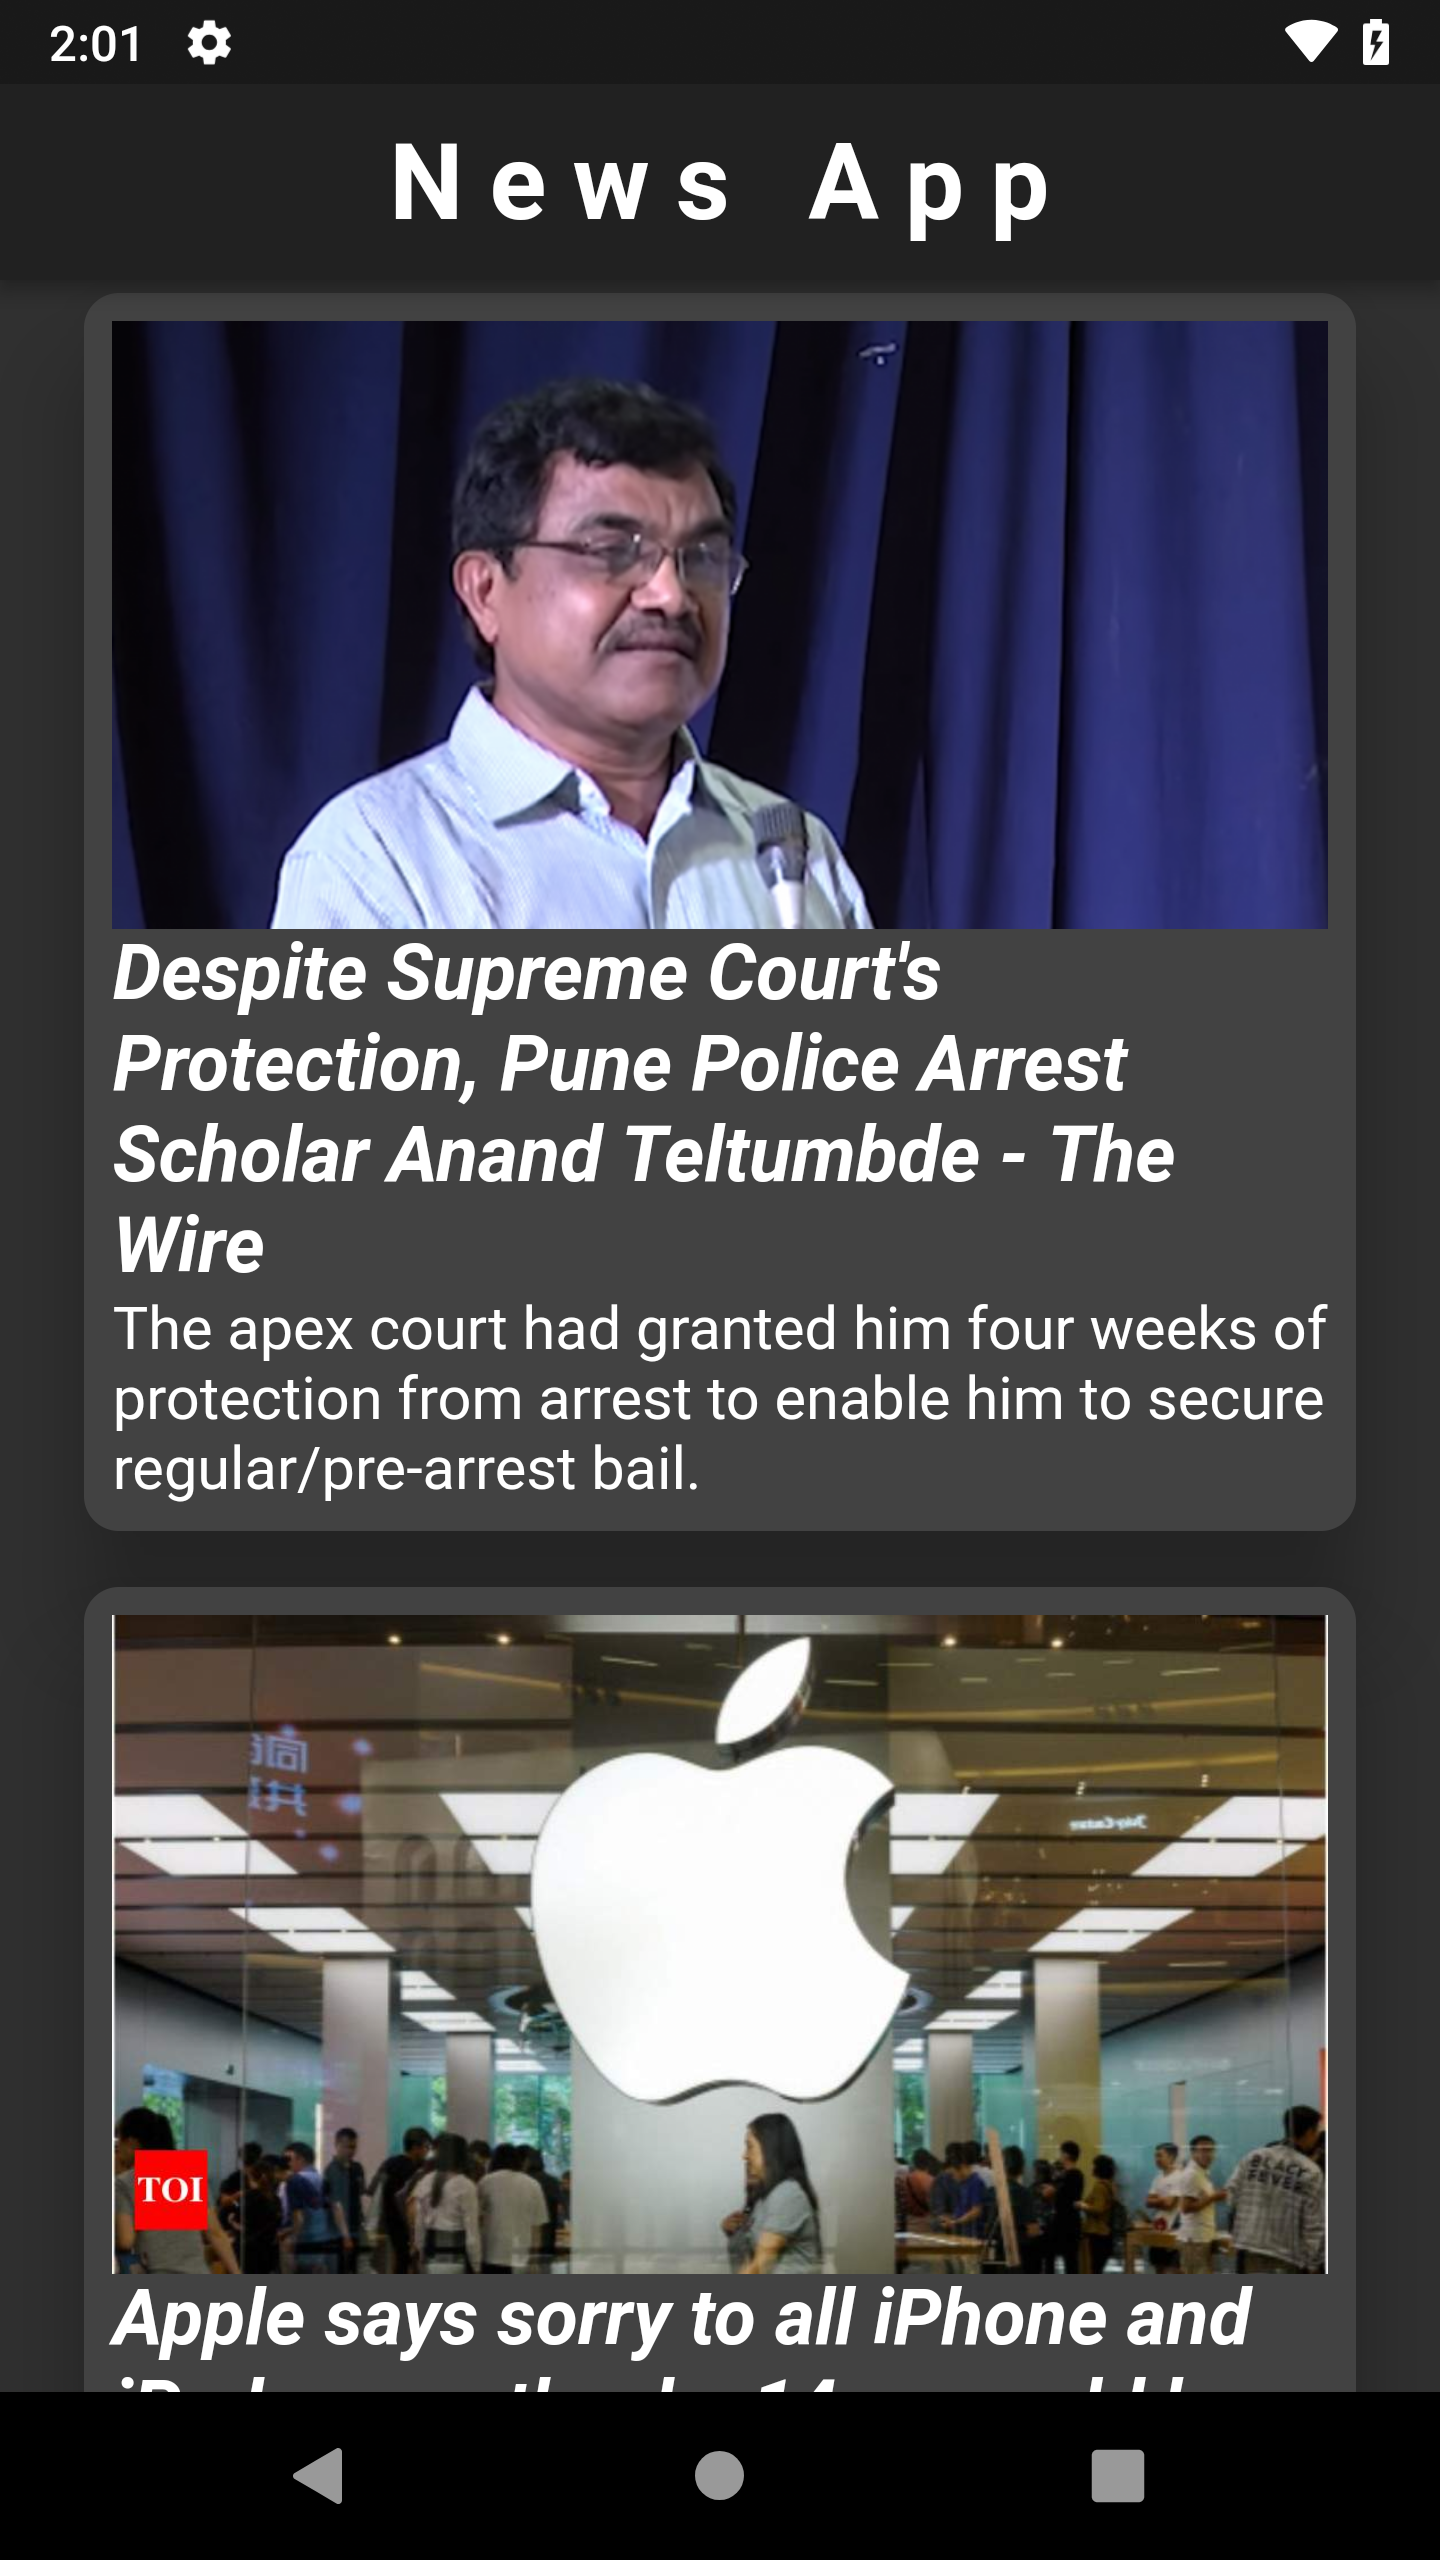 2:01
News App
Despite Supreme Court's
Protection, Pune Police Arrest
Scholar Anand Teltumbde - The
Wire
The apex court had granted him four weeks of
protection from arrest to enable him to secure
regular/pre-arrest bail.
TOI
BLACK
FEVER
Apple says sorry to all iPhone and